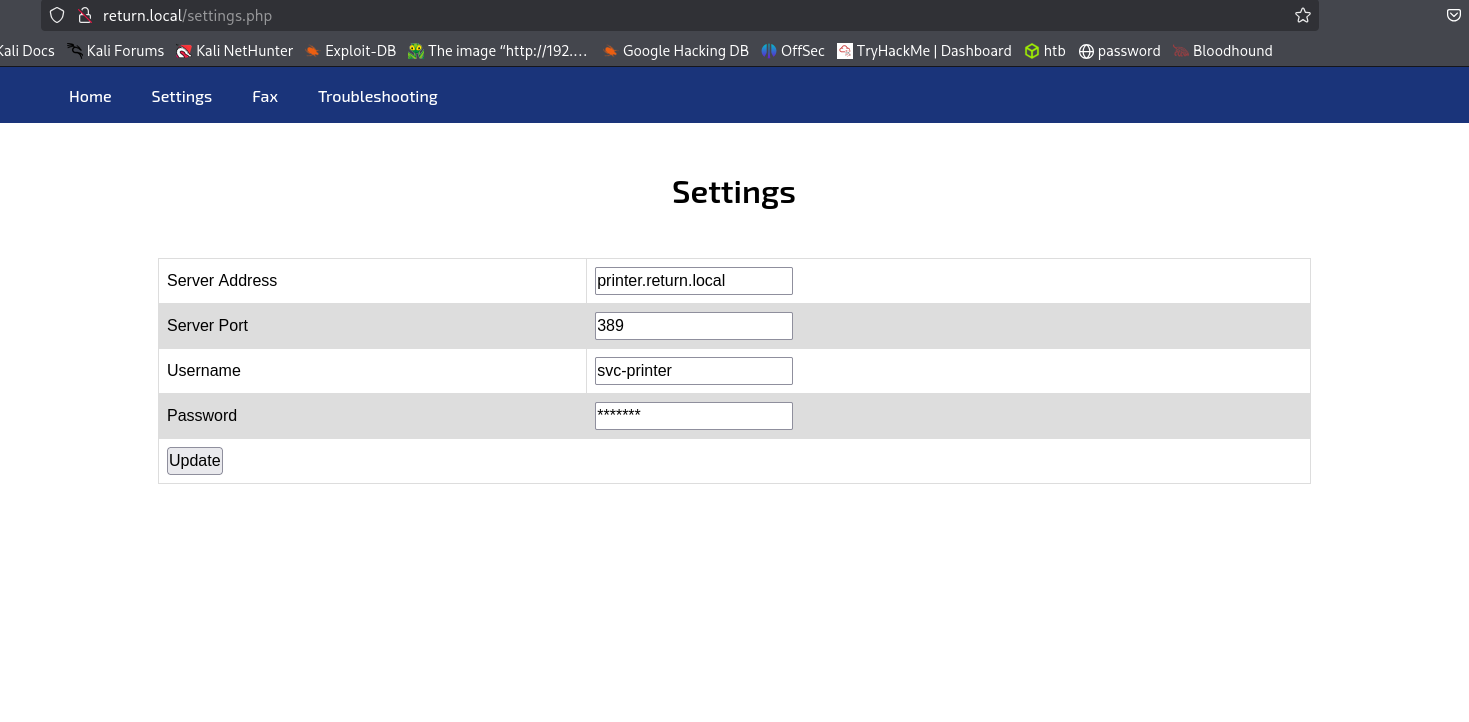 return.local/settings.php
Kali Docs Kali Forums Kali NetHunter Exploit-DB The image “http://192.… Google Hacking DB OffSec TryHackMe | Dashboard htb password Bloodhound
Home Settings Fax Troubleshooting
Settings
Server Address printer.return.local
Server Port 389
Username svc-printer
Password *******
Update